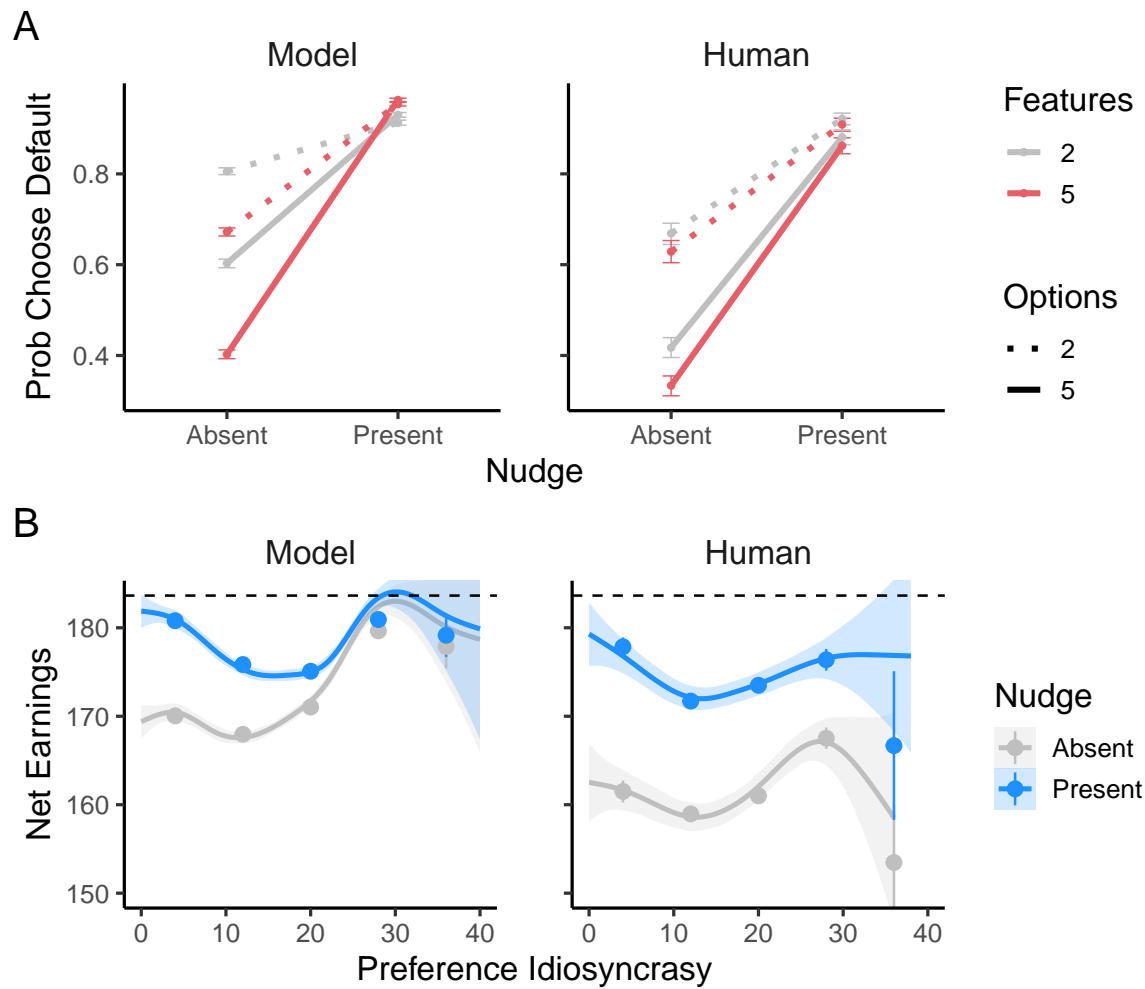 A
Model
Human
Prob Choose Default
0.8
0.6
0.4
Absent
Present
Absent
Present
Nudge
Features
2
5
Options
2
5
B
Model
Human
Net Earnings
180
170
160
150
0
10
20
30
40
0
10
20
30
40
Preference Idiosyncrasy
Nudge
Absent
Present